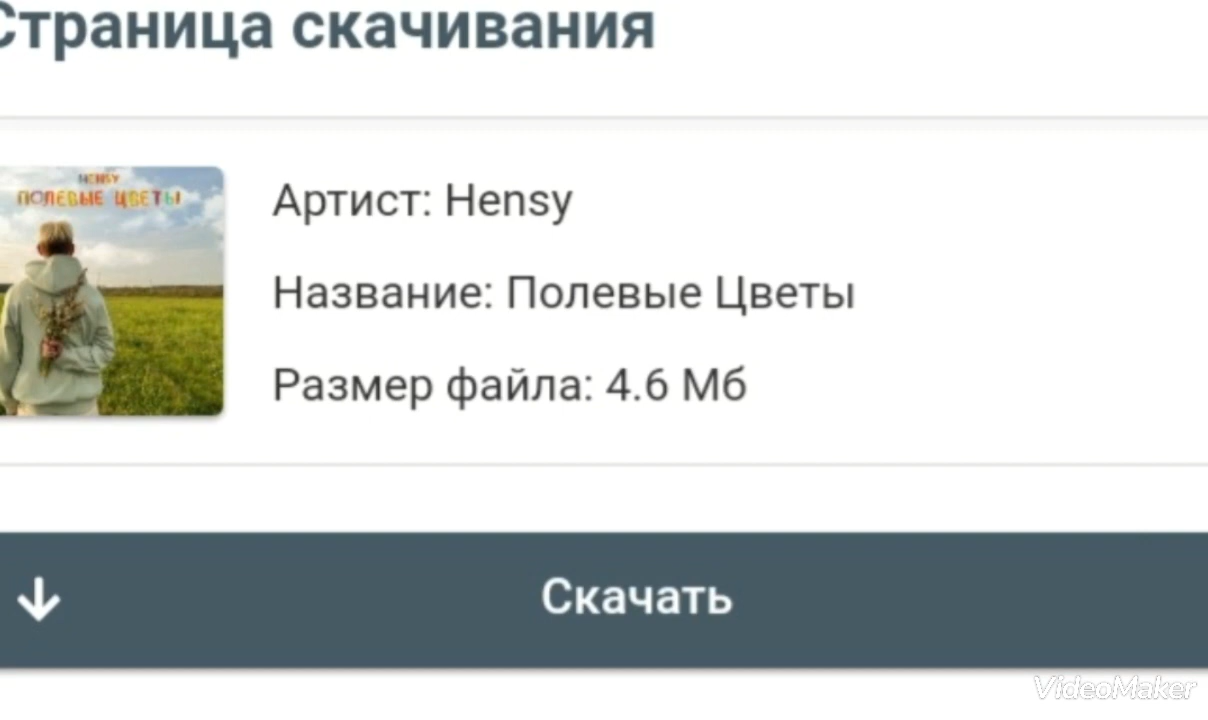 Страница скачивания
HENSY
ПОЛЕВЫЕ ЦВЕТЫ
Артист: Hensy
Название: Полевые Цветы
Размер файла: 4.6 Мб
Скачать
VideoMaker